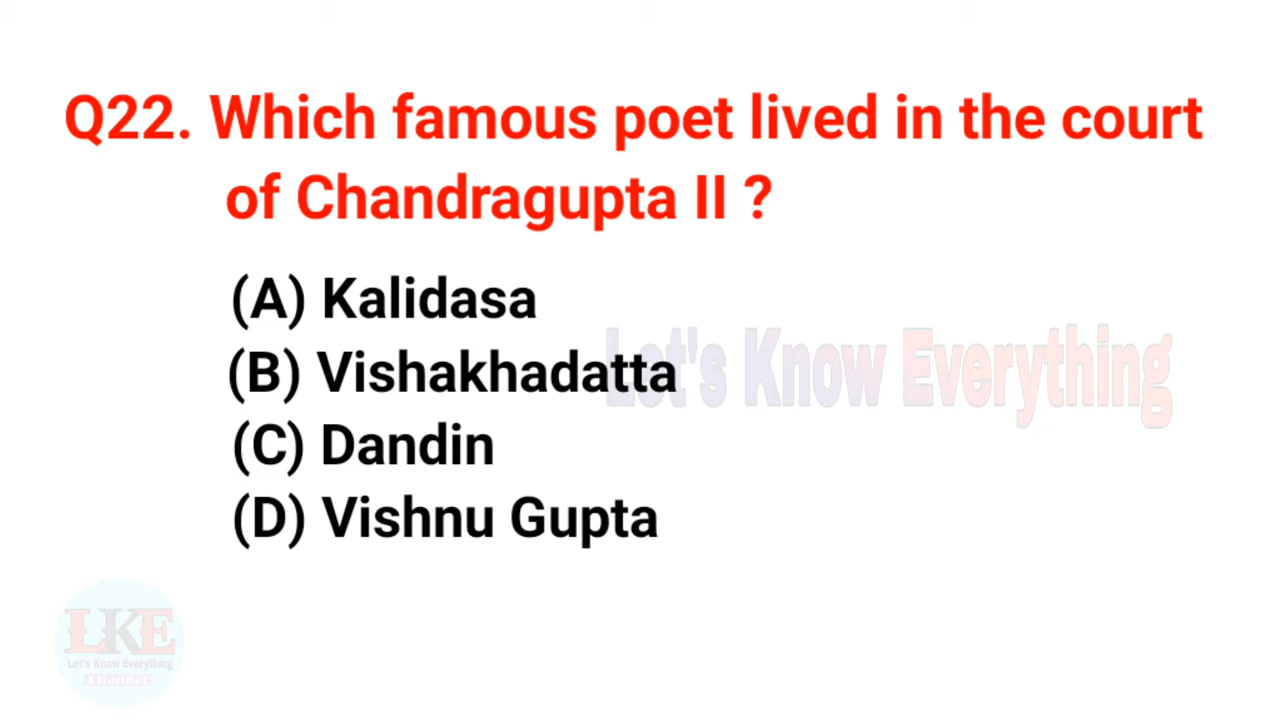 Q22. Which famous poet lived in the court
of Chandragupta II ?
(A) Kalidasa
(B) Vishakhadatta
Let's Know Everything
(C) Dandin
(D) Vishnu Gupta
LKE
Let's Know Everything
Channel